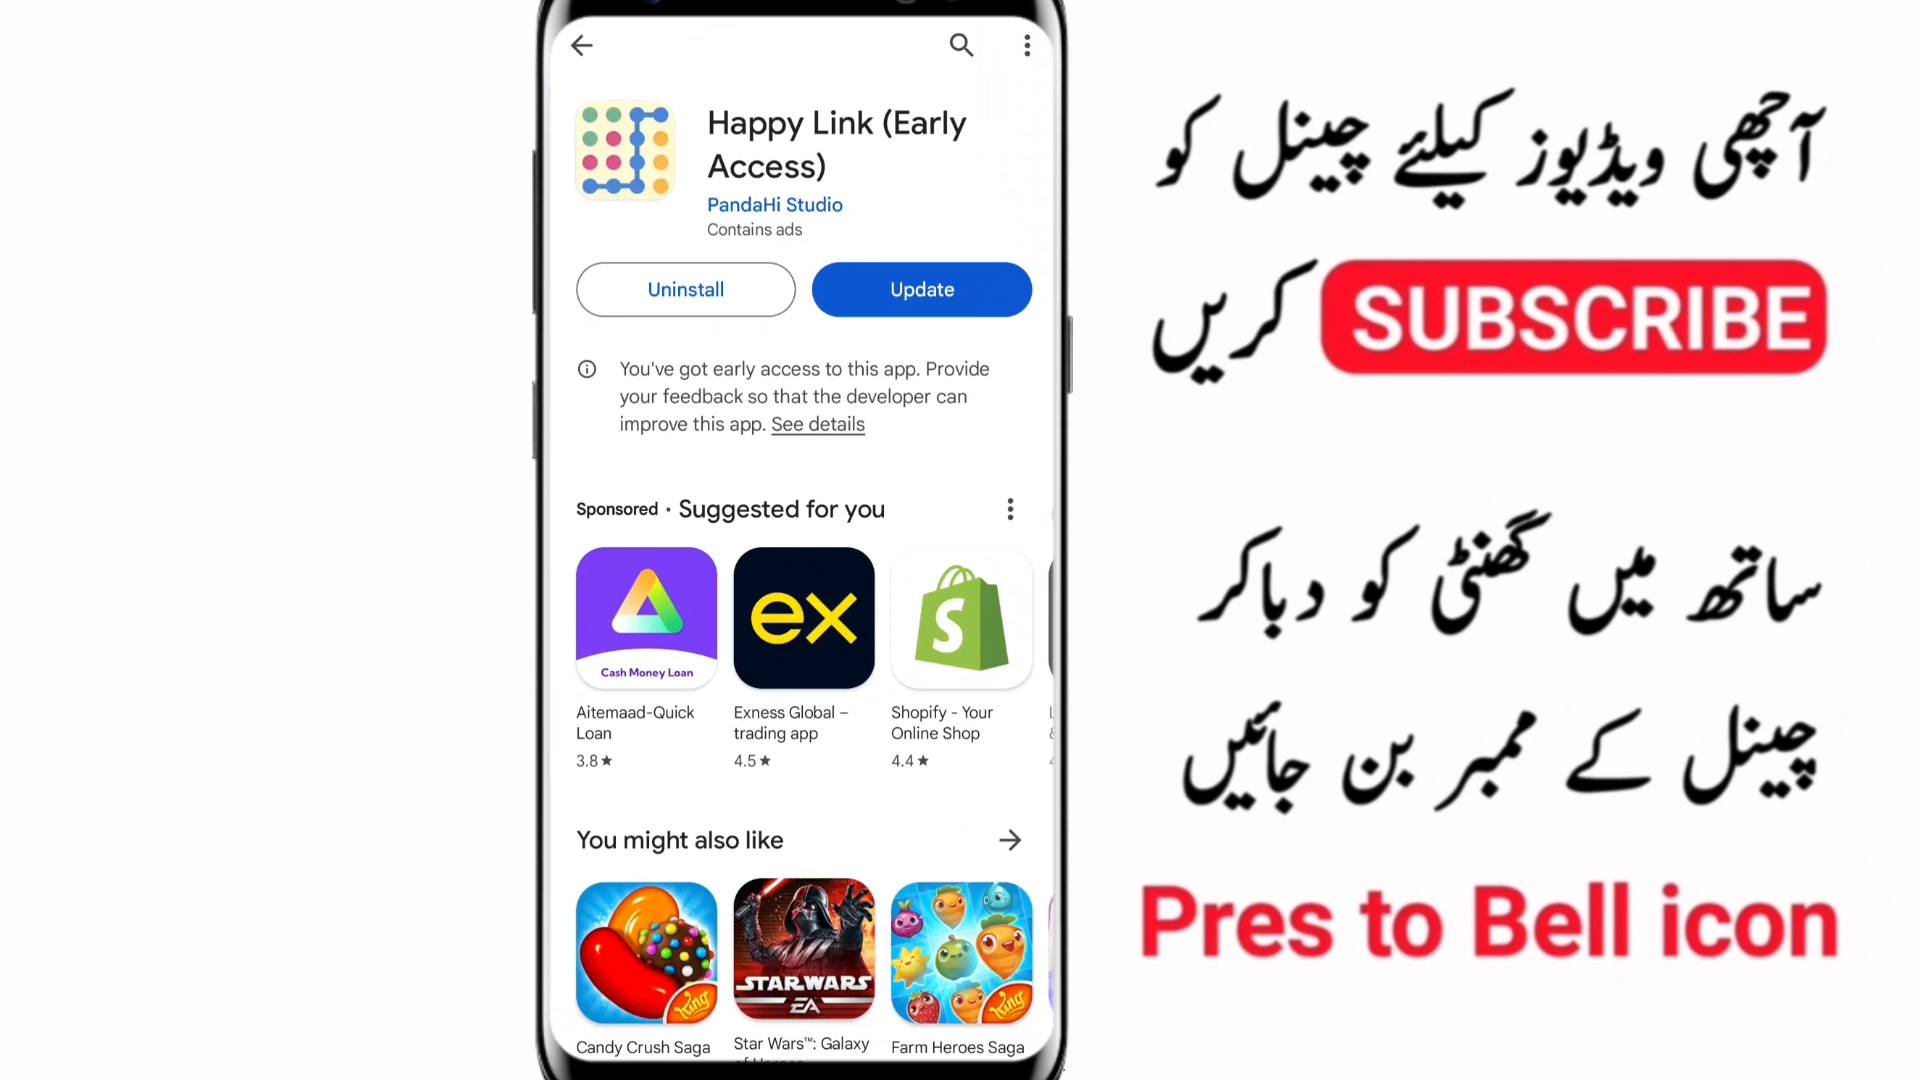 Happy Link (Early
Access)
PandaHi Studio
Contains ads
Uninstall
Update
You've got early access to this app. Provide
your feedback so that the developer can
improve this app. See details
Sponsored • Suggested for you
Cash Money Loan
ex
S
Aitemaad-Quick
Loan
3.8★
Exness Global –
trading app
4.5★
Shopify - Your
Online Shop
4.4★
You might also like
King
STAR WARS
EA
King
Candy Crush Saga
Star Wars™: Galaxy
Farm Heroes Saga
آچھی ویڈیوز کیلئے چینل کو
SUBSCRIBE کریں
ساتھ میں گھنٹی کو دباکر
چینل کے ممبر بن جائیں
Pres to Bell icon